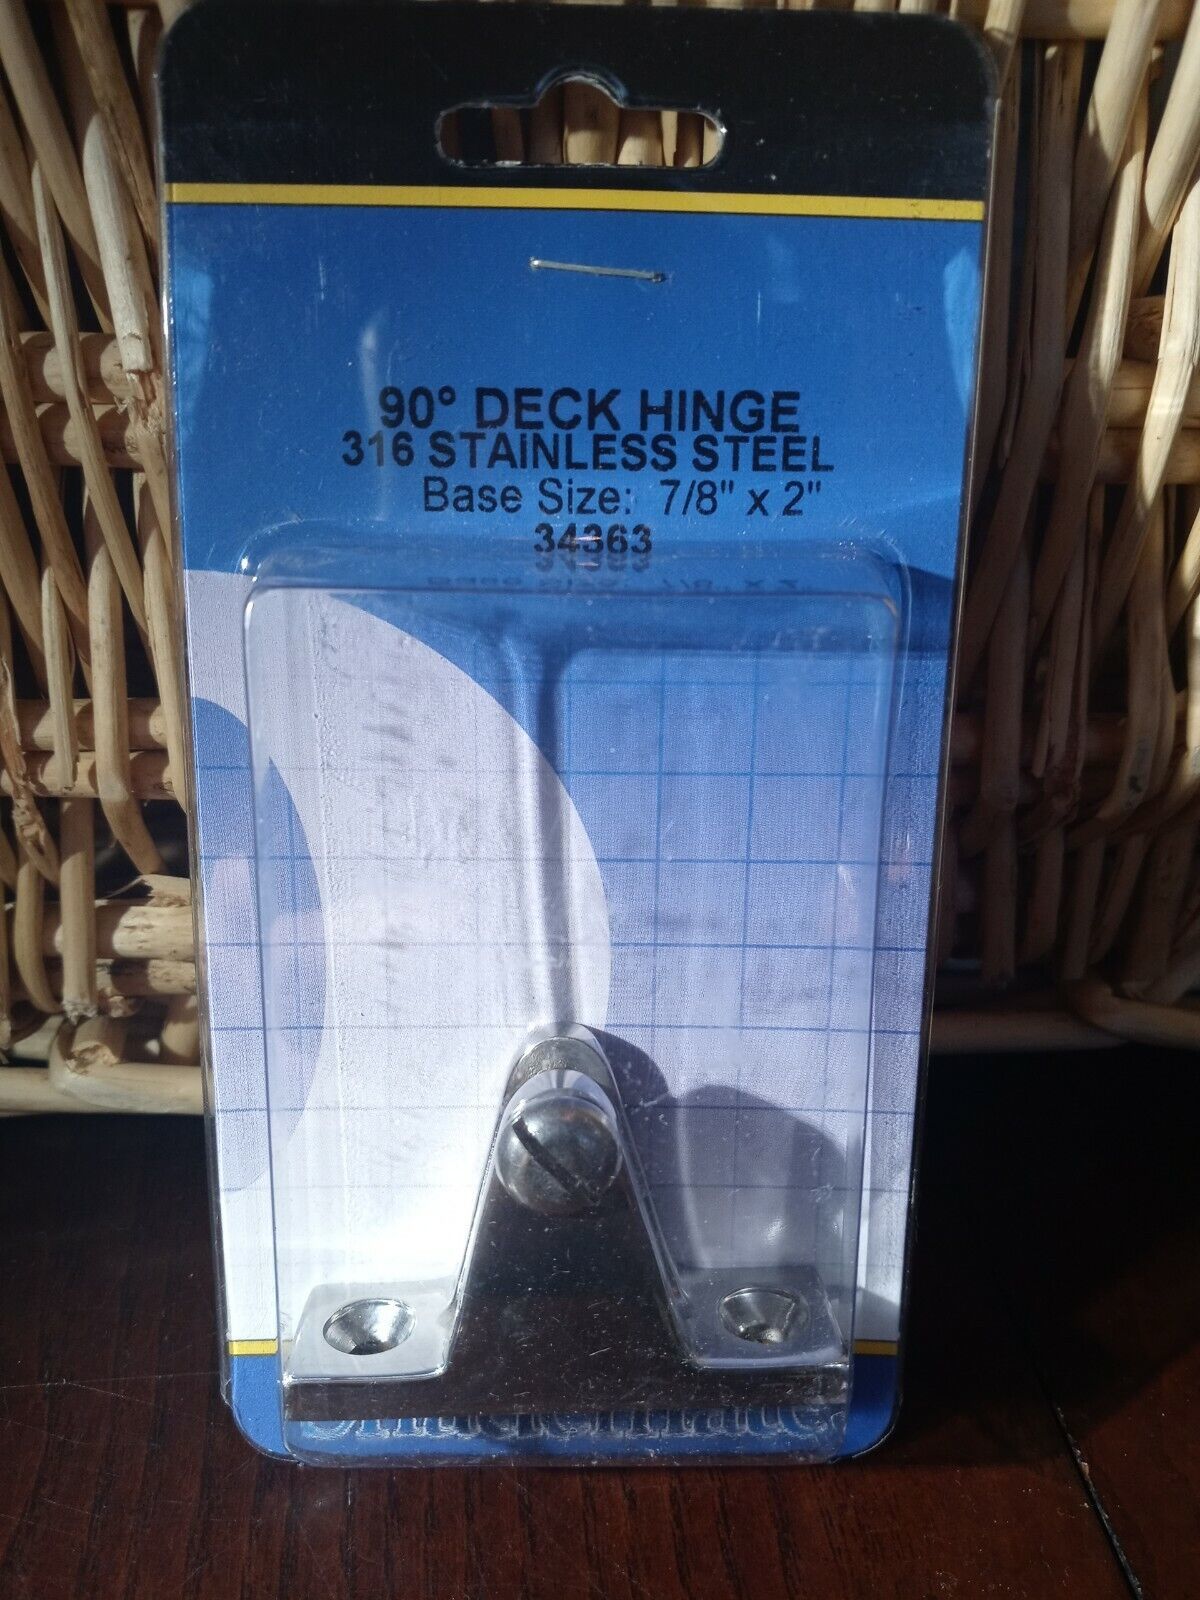 90° DECK HINGE
316 STAINLESS STEEL
Base Size: 7/8" x 2"
34363